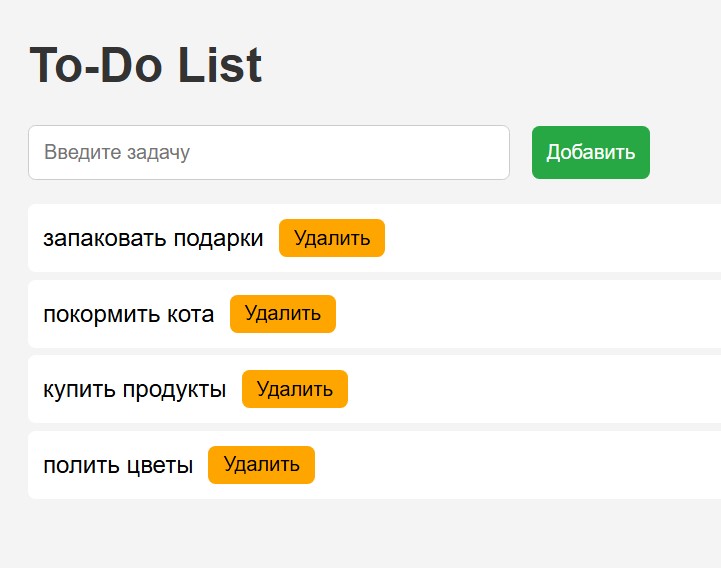 To-Do List
Введите задачу Добавить
запаковать подарки Удалить
покормить кота Удалить
купить продукты Удалить
полить цветы Удалить